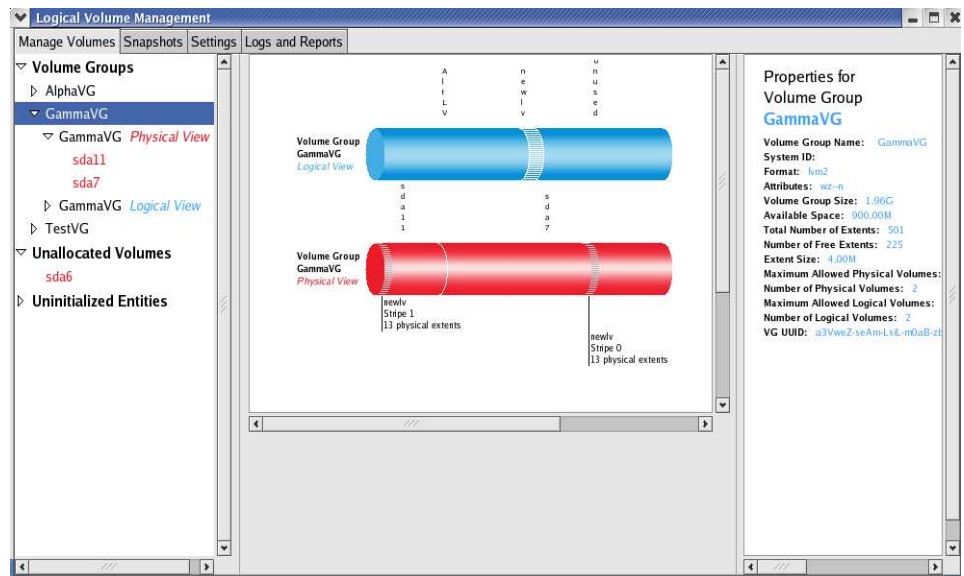 Logical Volume Management
Manage Volumes Snapshots Settings Logs and Reports
Volume Groups
AlphaVG
GammaVG
GammaVG Physical View
sda11
sda7
GammaVG Logical View
TestVG
Unallocated Volumes
sda6
Uninitialized Entities
AltLV
newlv
unused
Volume Group
GammaVG
Logical View
sda11
sda7
Volume Group
GammaVG
Physical View
newlv
Stripe 1
13 physical extents
newlv
Stripe 0
13 physical extents
Properties for
Volume Group
GammaVG
Volume Group Name: GammaVG
System ID:
Format: lvm2
Attributes: wz--n
Volume Group Size: 1.96G
Available Space: 900.00M
Total Number of Extents: 501
Number of Free Extents: 225
Extent Size: 4.00M
Maximum Allowed Physical Volumes:
Number of Physical Volumes: 2
Maximum Allowed Logical Volumes:
Number of Logical Volumes: 2
VG UUID: a3VweZ-seAm-LsiL-m0aB-zb